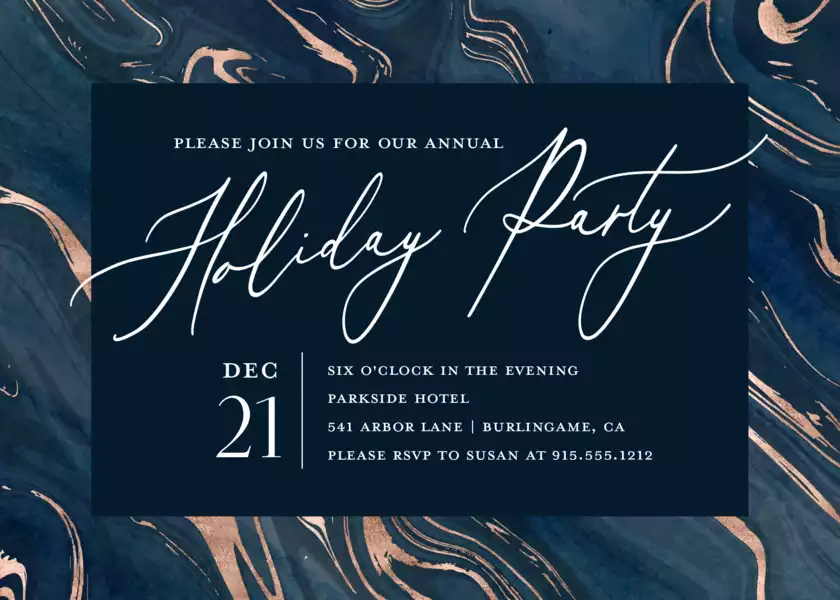 PLEASE JOIN US FOR OUR ANNUAL
Holiday Party
DEC
21
SIX O'CLOCK IN THE EVENING
PARKSIDE HOTEL
541 ARBOR LANE | BURLINGAME, CA
PLEASE RSVP TO SUSAN AT 915.555.1212